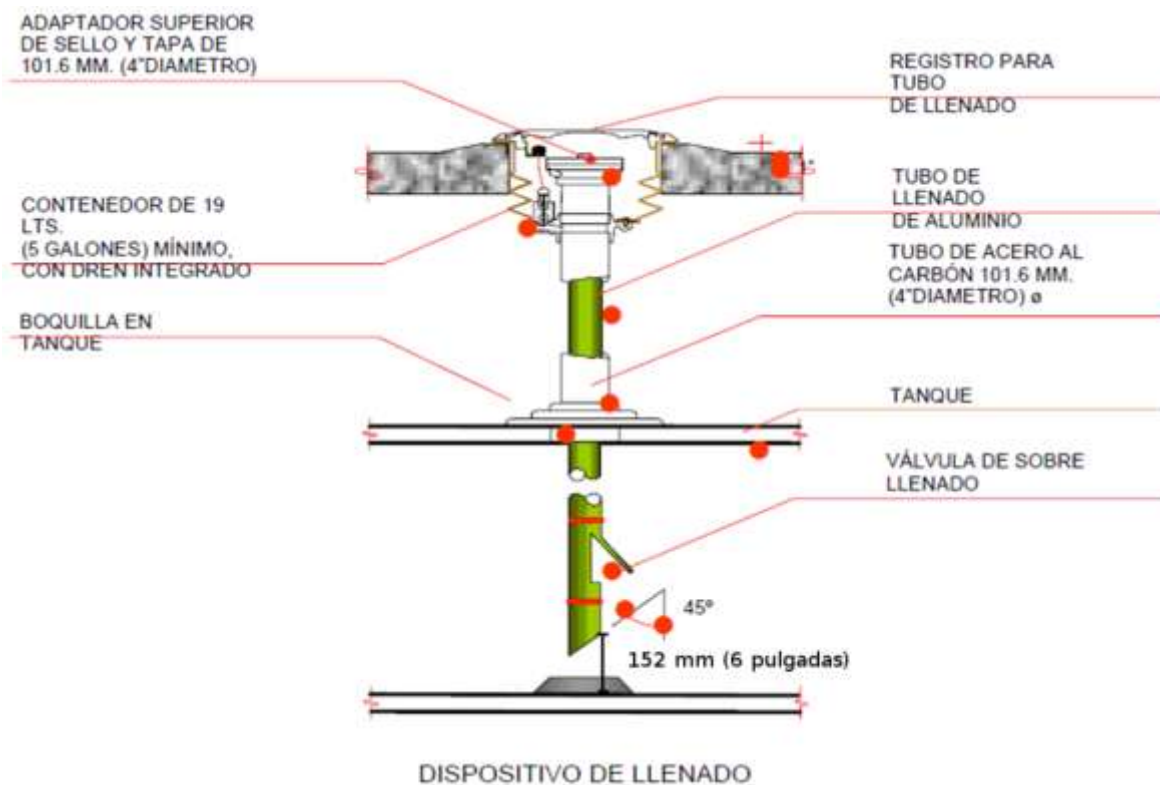 ADAPTADOR SUPERIOR
DE SELLO Y TAPA DE
101.6 MM. (4"DIAMETRO)
REGISTRO PARA
TUBO
DE LLENADO
CONTENEDOR DE 19
LTS.
(5 GALONES) MÍNIMO,
CON DREN INTEGRADO
TUBO DE
LLENADO
DE ALUMINIO
TUBO DE ACERO AL
CARBÓN 101.6 MM.
(4"DIAMETRO) ø
BOQUILLA EN
TANQUE
TANQUE
VÁLVULA DE SOBRE
LLENADO
45º
152 mm (6 pulgadas)
DISPOSITIVO DE LLENADO